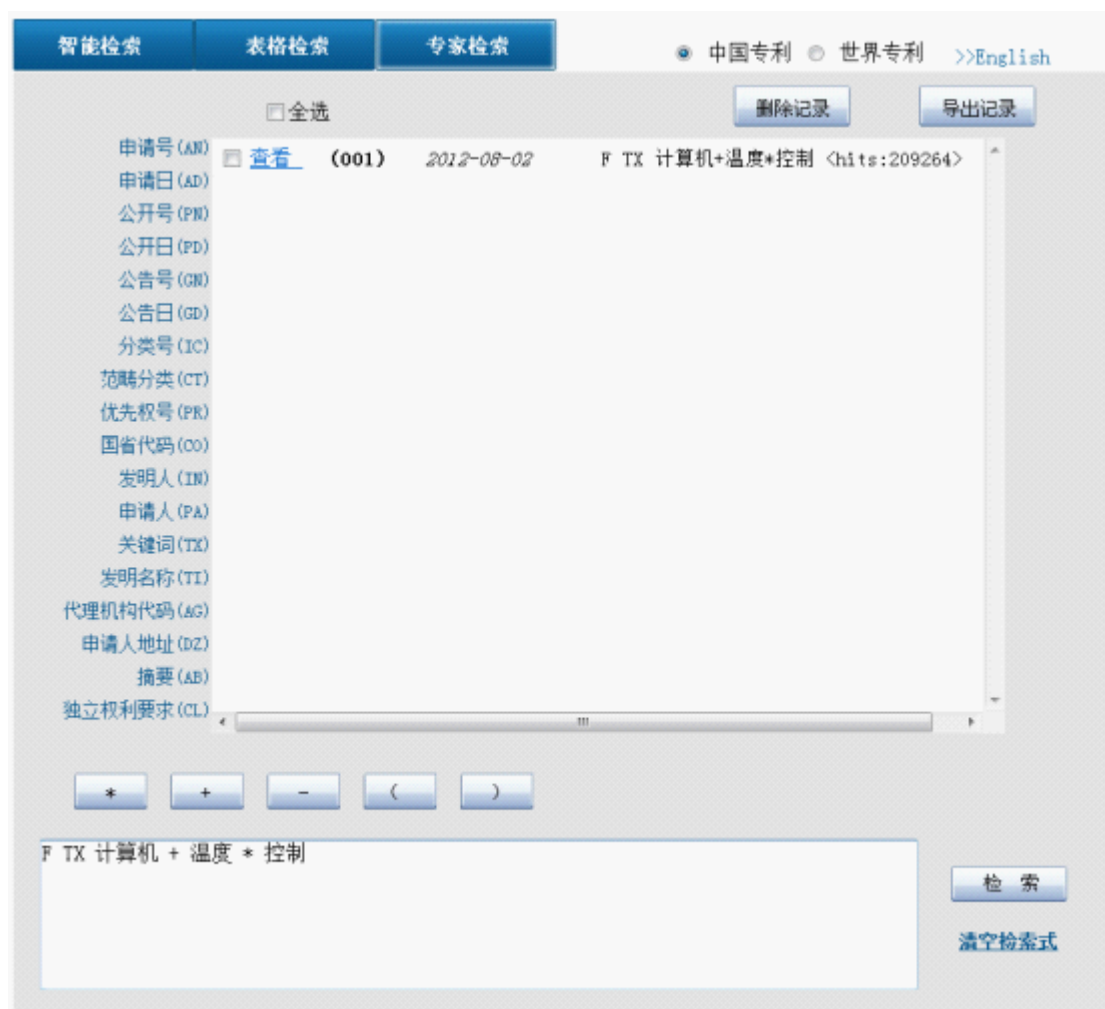 智能检索 表格检索 专家检索 中国专利 世界专利 >>English
全选 删除记录 导出记录
申请号(AN) 查看 (001) 2012-08-02 F TX 计算机+温度*控制 <hits:209264>
申请日(AD)
公开号(PN)
公开日(PD)
公告号(GN)
公告日(GD)
分类号(IC)
范畴分类(CT)
优先权号(PR)
国省代码(CO)
发明人(IN)
申请人(PA)
关键词(TX)
发明名称(TI)
代理机构代码(AG)
申请人地址(DZ)
摘要(AB)
独立权利要求(CL)
* + - ( )
F TX 计算机 + 温度 * 控制
检 索
清空检索式